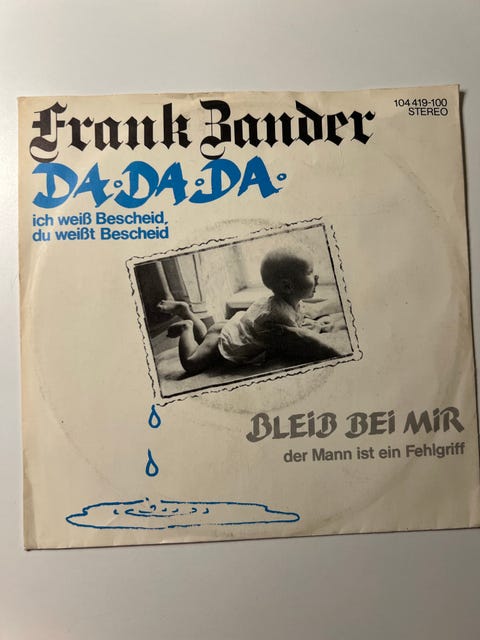 104 419-100
STEREO
Frank Zander
DA·DA·DA·
ich weiß Bescheid,
du weißt Bescheid
BLEIB BEI MIR
der Mann ist ein Fehlgriff